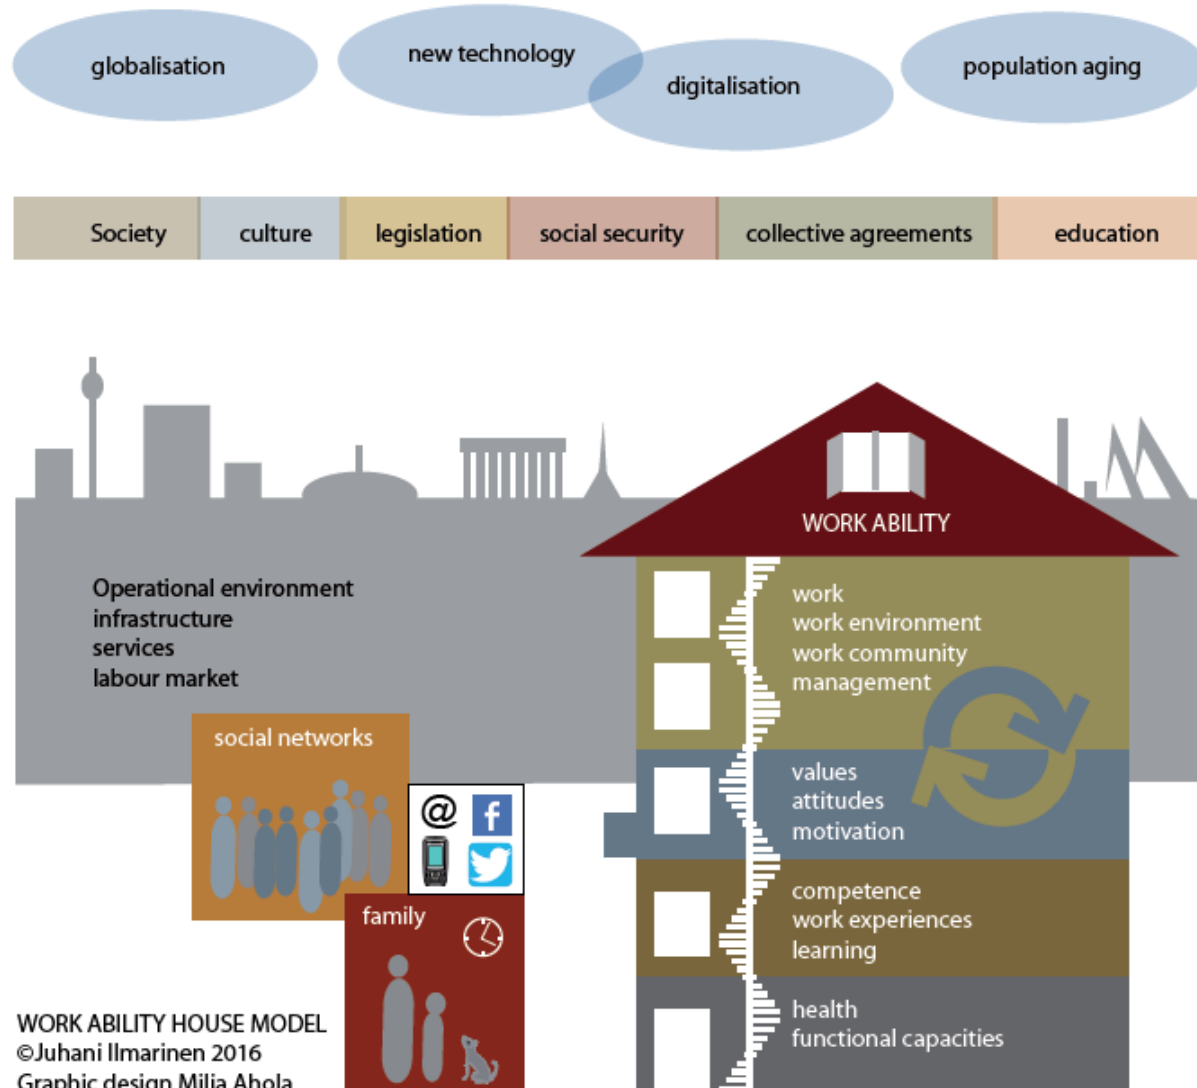 globalisation
new technology
digitalisation
population aging
Society
culture
legislation
social security
collective agreements
education
WORK ABILITY
Operational environment
infrastructure
services
labour market
work
work environment
work community
management
social networks
values
attitudes
motivation
@
f
family
competence
work experiences
learning
health
functional capacities
WORK ABILITY HOUSE MODEL
©Juhani Ilmarinen 2016
Graphic design Milja Ahola